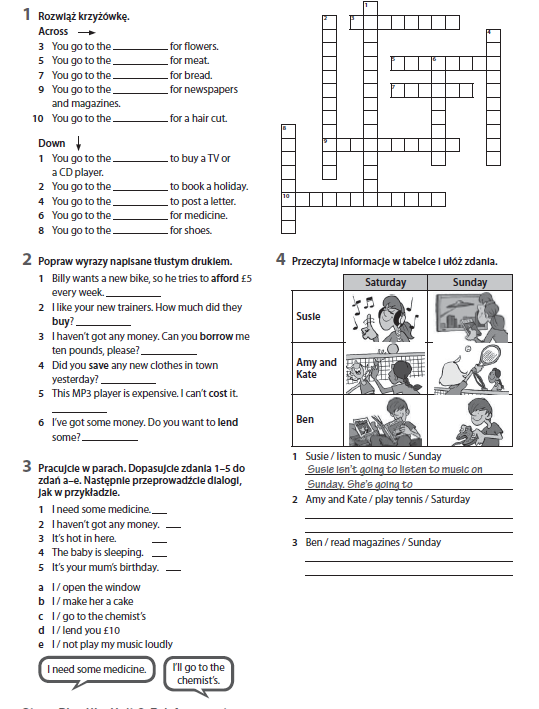 1 Rozwiąż krzyżówkę.
Across →
3 You go to the ________ for flowers.
5 You go to the ________ for meat.
7 You go to the ________ for bread.
9 You go to the ________ for newspapers
and magazines.
10 You go to the ________ for a hair cut.
Down ↓
1 You go to the ________ to buy a TV or
a CD player.
2 You go to the ________ to book a holiday.
4 You go to the ________ to post a letter.
6 You go to the ________ for medicine.
8 You go to the ________ for shoes.
1
2
3
4
5
6
7
8
9
10
2 Popraw wyrazy napisane tłustym drukiem.
1 Billy wants a new bike, so he tries to afford £5
every week. ________
2 I like your new trainers. How much did they
buy? ________
3 I haven't got any money. Can you borrow me
ten pounds, please? ________
4 Did you save any new clothes in town
yesterday? ________
5 This MP3 player is expensive. I can't cost it.
________
6 I've got some money. Do you want to lend
some? ________
3 Pracujcie w parach. Dopasujcie zdania 1–5 do
zdań a–e. Następnie przeprowadźcie dialogi,
jak w przykładzie.
1 I need some medicine. ___
2 I haven't got any money. ___
3 It's hot in here. ___
4 The baby is sleeping. ___
5 It's your mum's birthday. ___
a I / open the window
b I / make her a cake
c I / go to the chemist's
d I / lend you £10
e I / not play my music loudly
I need some medicine.
I'll go to the
chemist's.
4 Przeczytaj informacje w tabelce i ułóż zdania.
Saturday Sunday
Susie
Amy and
Kate
Ben
1 Susie / listen to music / Sunday
Susie isn't going to listen to music on
Sunday. She's going to
2 Amy and Kate / play tennis / Saturday
3 Ben / read magazines / Sunday